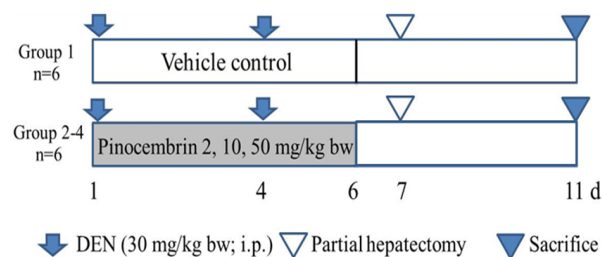 Group 1
n=6
Vehicle control
Group 2-4
n=6
Pinocembrin 2, 10, 50 mg/kg bw
1 4 6 7 11 d
DEN (30 mg/kg bw; i.p.) Partial hepatectomy Sacrifice